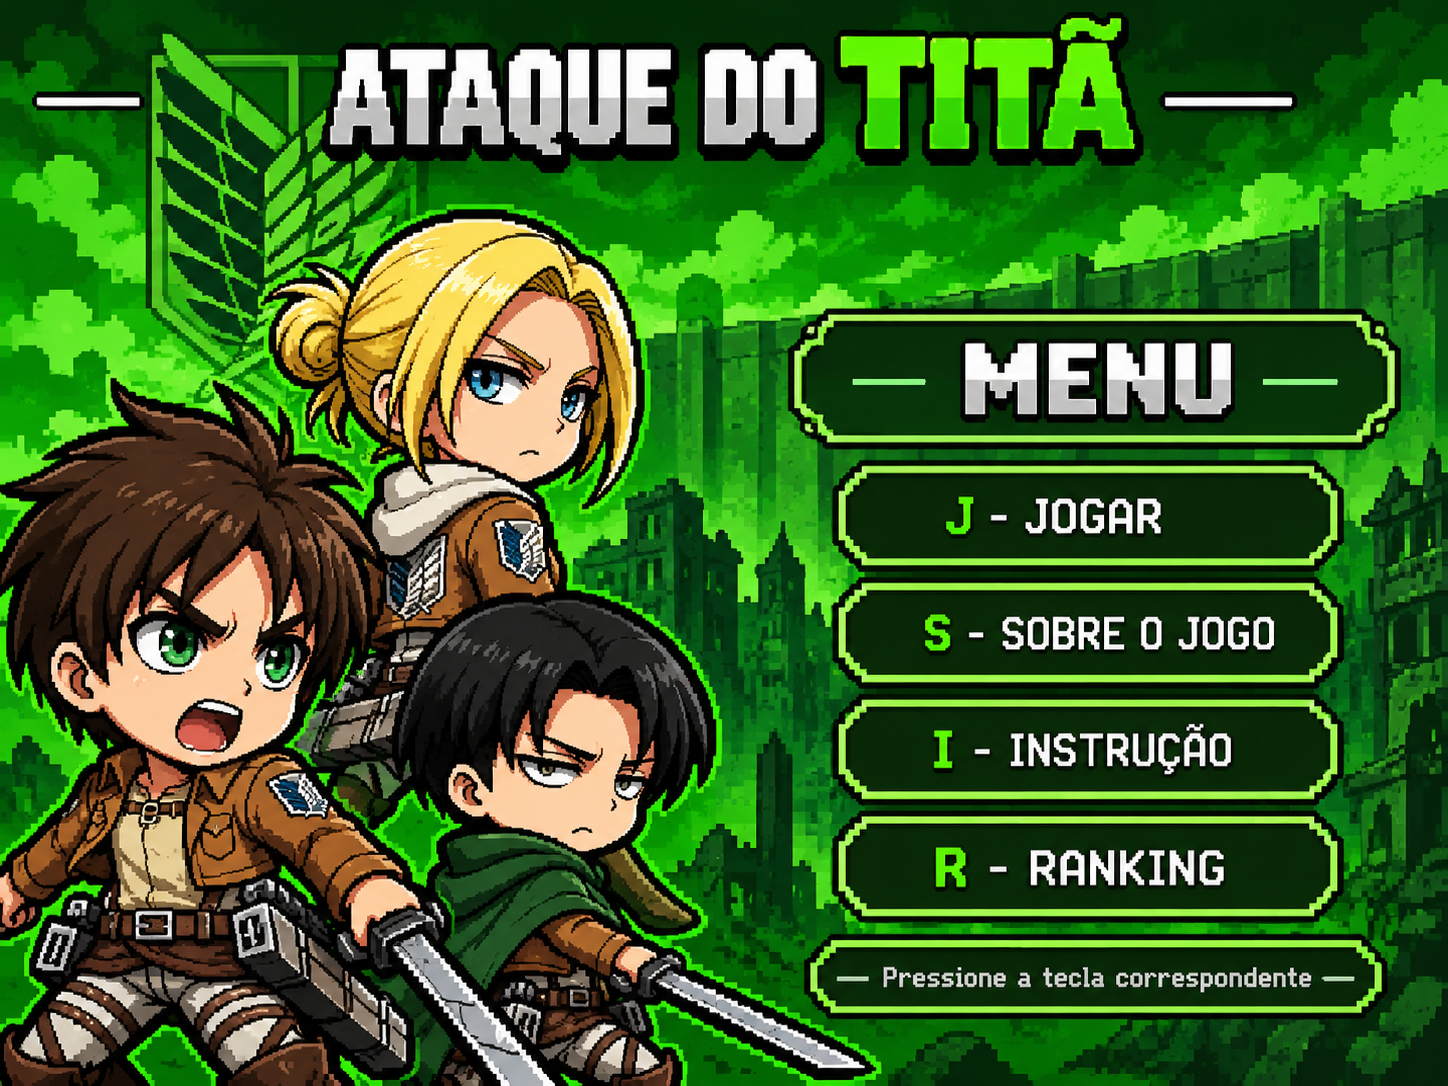 ATAQUE DO TITÃ
MENU
J - JOGAR
S - SOBRE O JOGO
I - INSTRUÇÃO
R - RANKING
Pressione a tecla correspondente